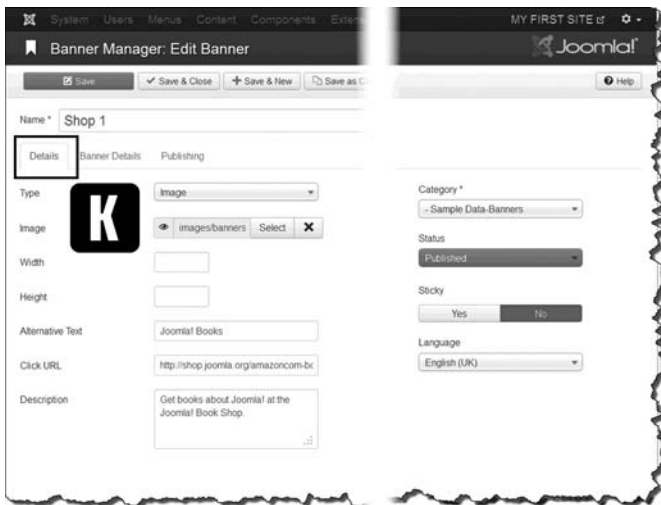 System Users Menus Content Components Exten MY FIRST SITE
Banner Manager: Edit Banner Joomla!
Save Save & Close Save & New Save as C Help
Name * Shop 1
Details Banner Details Publishing
Type Image Category *
- Sample Data-Banners
K
Image images/banners Select Status
Published
Width
Sticky
Height Yes No
Alternative Text Joomla! Books Language
Click URL http://shop.joomla.org/amazoncom-bo English (UK)
Description Get books about Joomla! at the
Joomla! Book Shop.